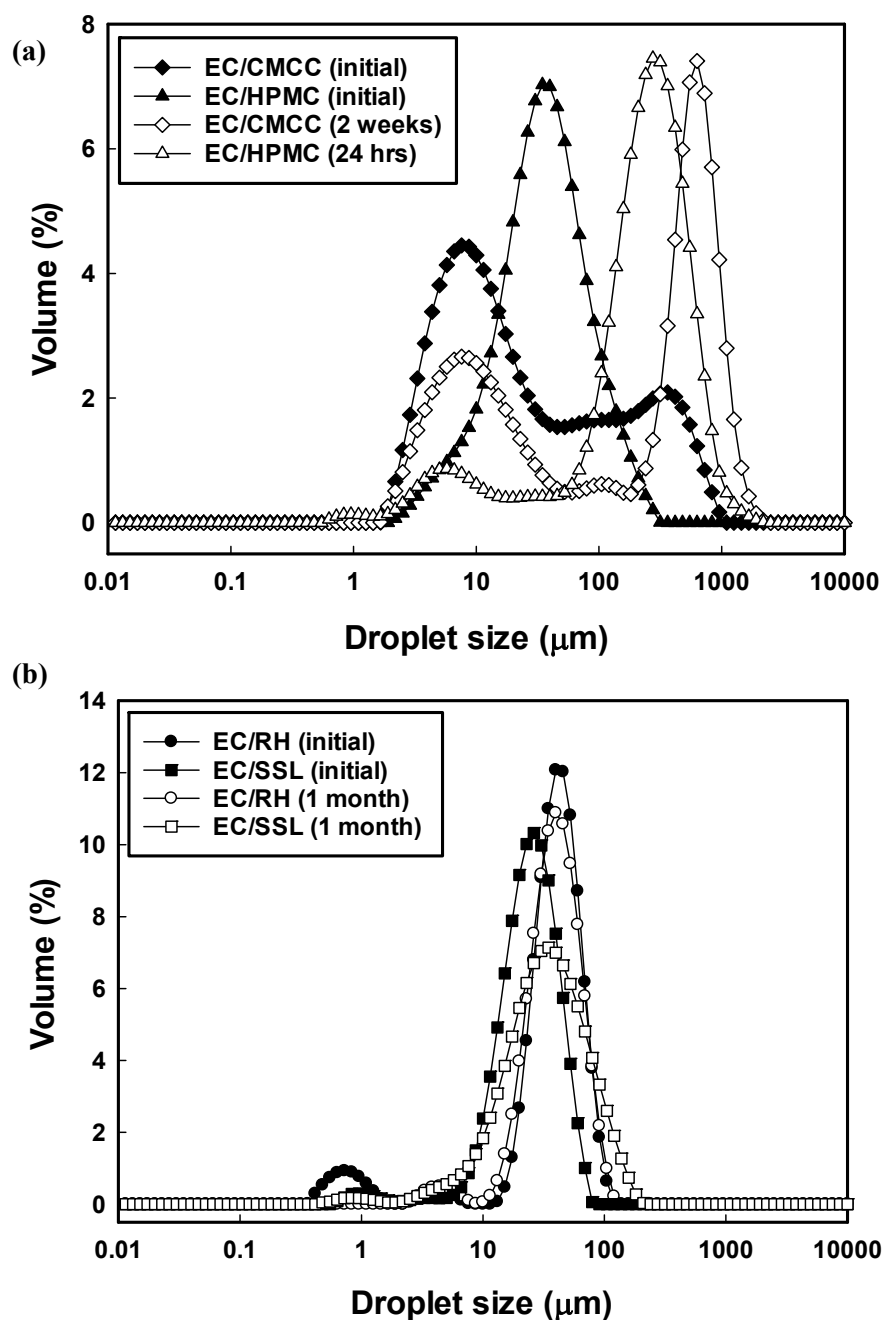 (a)
8
6
4
2
0
Volume (%)
EC/CMCC (initial)
EC/HPMC (initial)
EC/CMCC (2 weeks)
EC/HPMC (24 hrs)
0.01 0.1 1 10 100 1000 10000
Droplet size (μm)
(b)
14
12
10
8
6
4
2
0
Volume (%)
EC/RH (initial)
EC/SSL (initial)
EC/RH (1 month)
EC/SSL (1 month)
0.01 0.1 1 10 100 1000 10000
Droplet size (μm)